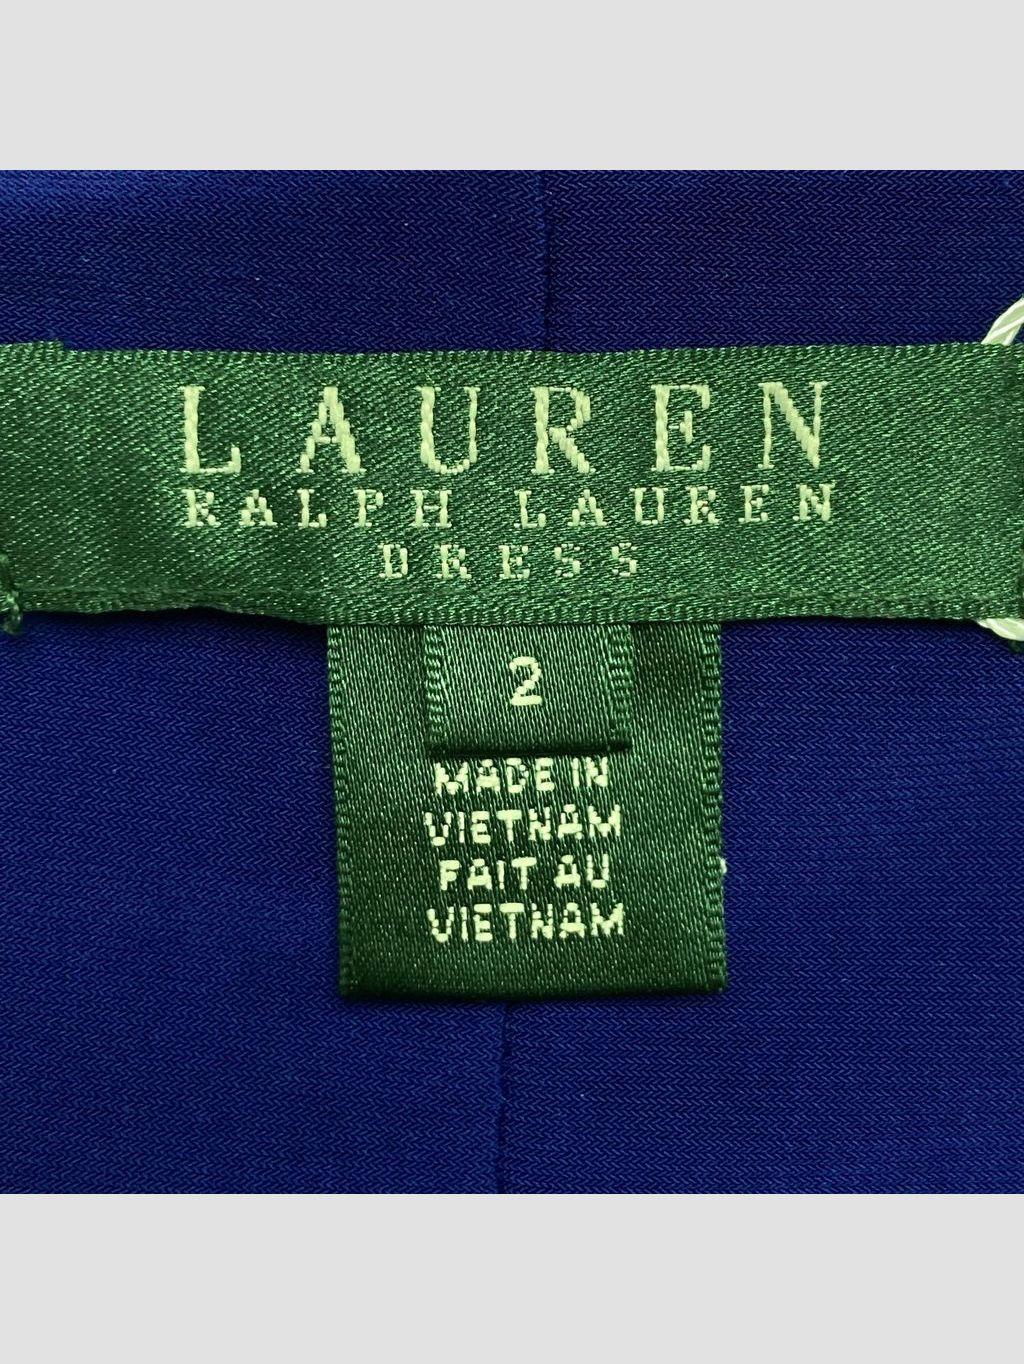 LAUREN
RALPH LAUREN
DRESS
2
MADE IN
VIETNAM
FAIT AU
VIETNAM